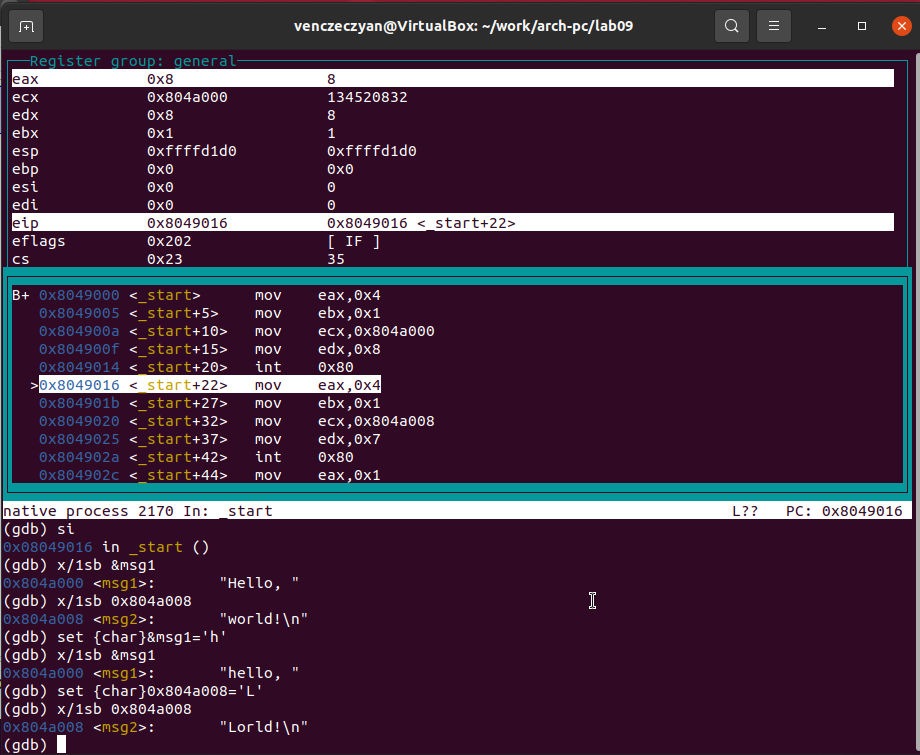 venczeczyan@VirtualBox: ~/work/arch-pc/lab09
Register group: general
eax 0x8 8
ecx 0x804a000 134520832
edx 0x8 8
ebx 0x1 1
esp 0xffffd1d0 0xffffd1d0
ebp 0x0 0x0
esi 0x0 0
edi 0x0 0
eip 0x8049016 0x8049016 <_start+22>
eflags 0x202 [ IF ]
cs 0x23 35
B+ 0x8049000 <_start> mov eax,0x4
0x8049005 <_start+5> mov ebx,0x1
0x804900a <_start+10> mov ecx,0x804a000
0x804900f <_start+15> mov edx,0x8
0x8049014 <_start+20> int 0x80
>0x8049016 <_start+22> mov eax,0x4
0x804901b <_start+27> mov ebx,0x1
0x8049020 <_start+32> mov ecx,0x804a008
0x8049025 <_start+37> mov edx,0x7
0x804902a <_start+42> int 0x80
0x804902c <_start+44> mov eax,0x1
native process 2170 In: _start L?? PC: 0x8049016
(gdb) si
0x08049016 in _start ()
(gdb) x/1sb &msg1
0x804a000 <msg1>: "Hello, "
(gdb) x/1sb 0x804a008
0x804a008 <msg2>: "world!\n"
(gdb) set {char}&msg1='h'
(gdb) x/1sb &msg1
0x804a000 <msg1>: "hello, "
(gdb) set {char}0x804a008='L'
(gdb) x/1sb 0x804a008
0x804a008 <msg2>: "Lorld!\n"
(gdb)